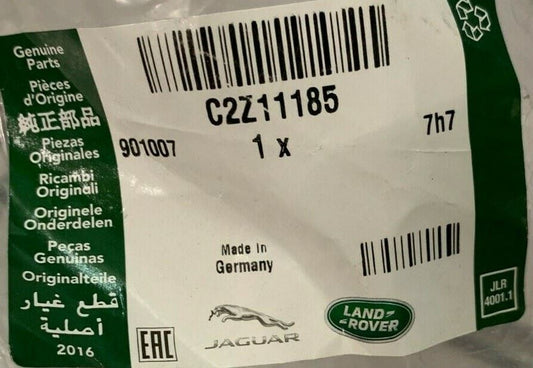 Genuine
Parts
Pièces
d'Origine
純正部品
Piezas
Originales
Ricambi
Originali
Originele
Onderdelen
Peças
Genuinas
Originalteile
قطع غيار
أصلية
2016
C2Z11185
901007
1 x
7h7
Made in
Germany
EAC
JAGUAR
LAND
ROVER
JLR
4001.1